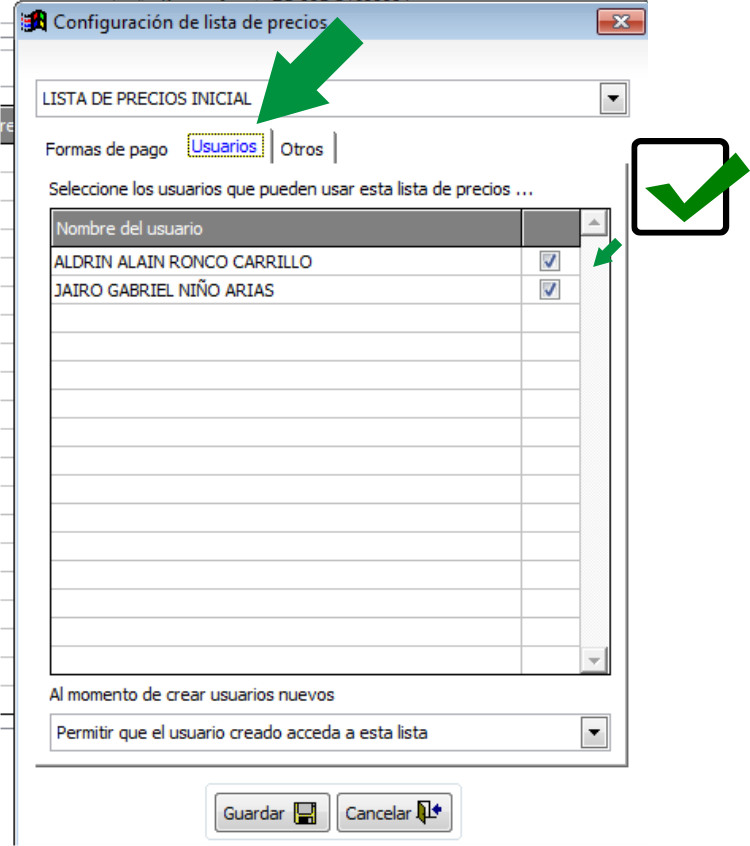 Configuración de lista de precios
LISTA DE PRECIOS INICIAL
Formas de pago Usuarios Otros
Seleccione los usuarios que pueden usar esta lista de precios ...
Nombre del usuario
ALDRIN ALAIN RONCO CARRILLO
JAIRO GABRIEL NIÑO ARIAS
Al momento de crear usuarios nuevos
Permitir que el usuario creado acceda a esta lista
Guardar Cancelar